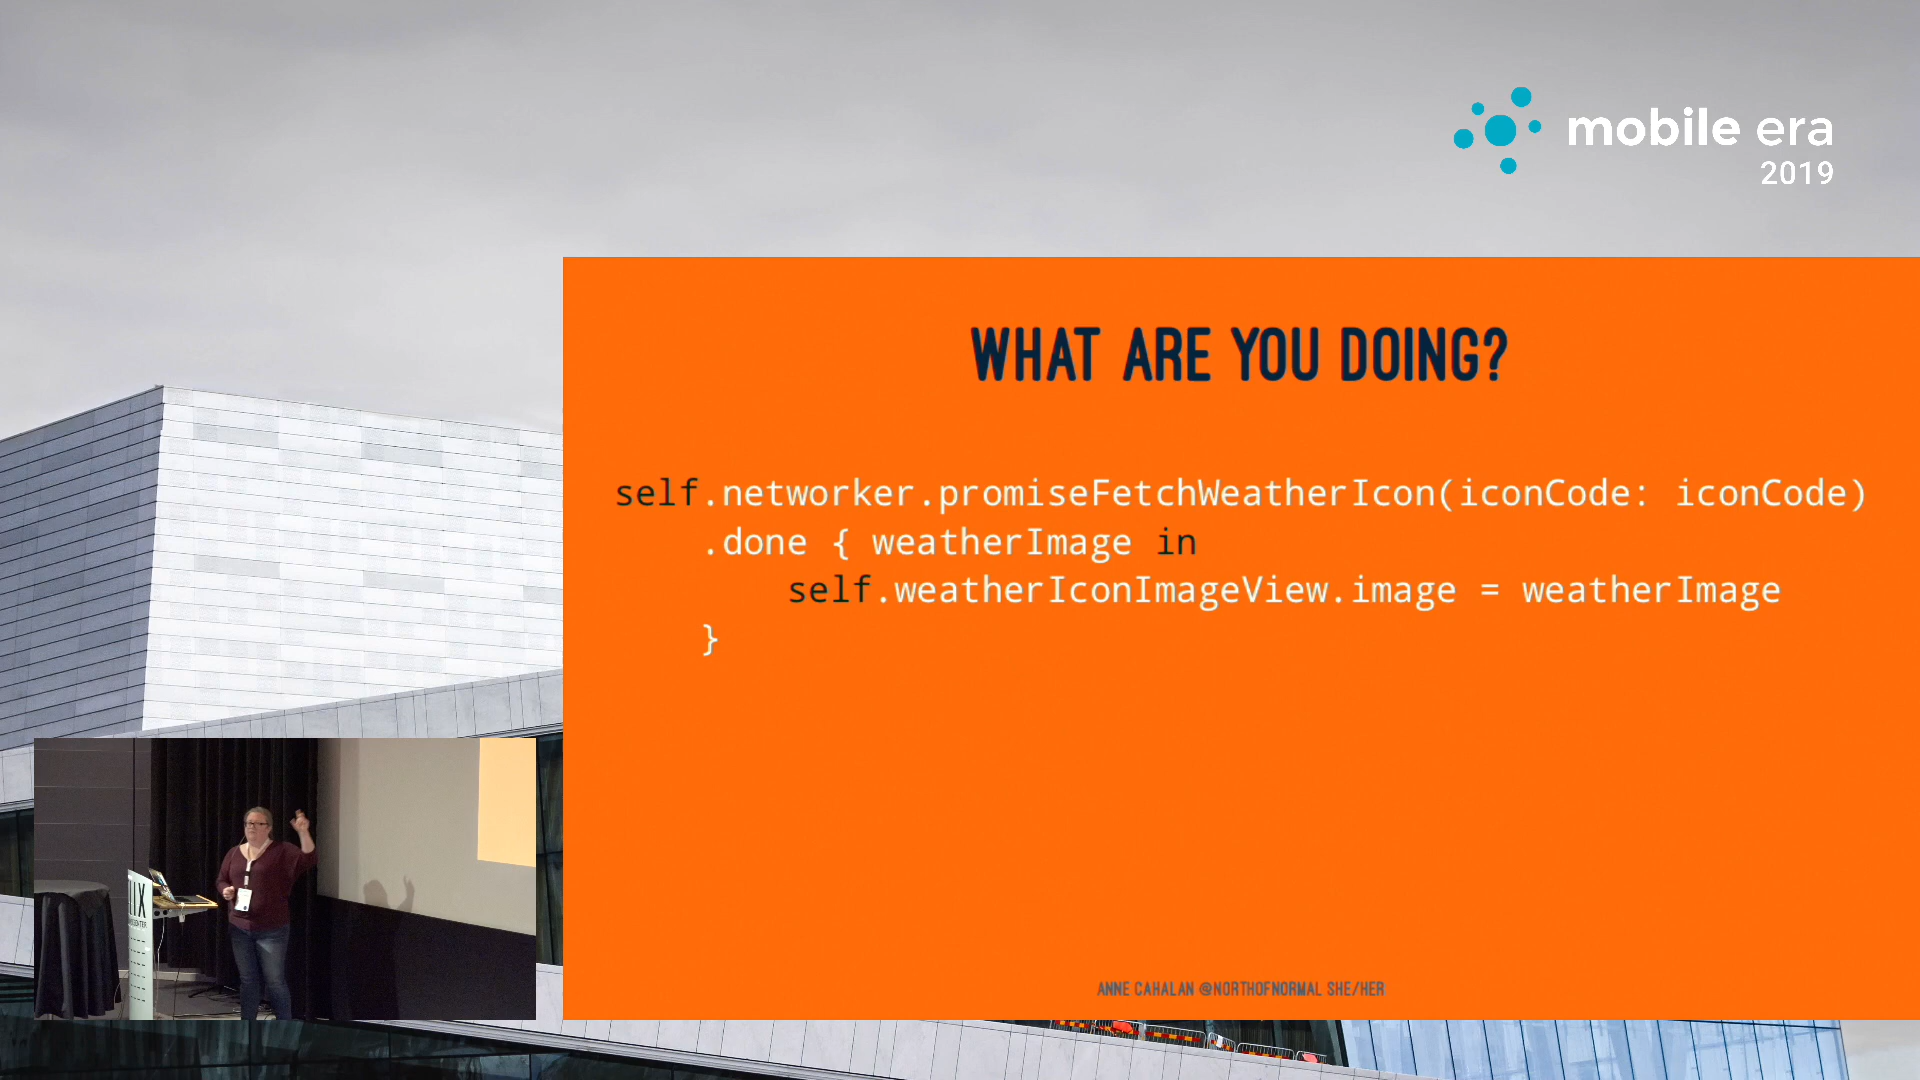 mobile era
2019
WHAT ARE YOU DOING?
self.networker.promiseFetchWeatherIcon(iconCode: iconCode)
.done { weatherImage in
self.weatherIconImageView.image = weatherImage
}
IIX
ANNE CAHALAN @NORTHOFNORMAL SHE/HER